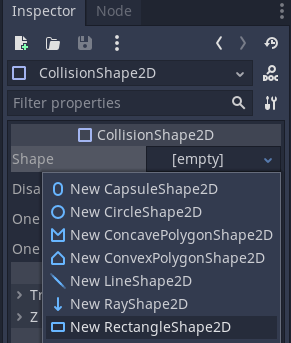 Inspector Node
CollisionShape2D
DOC
Filter properties
CollisionShape2D
Shape [empty]
Disa
New CapsuleShape2D
One
New CircleShape2D
New ConcavePolygonShape2D
One
New ConvexPolygonShape2D
New LineShape2D
Tr
New RayShape2D
Z
New RectangleShape2D